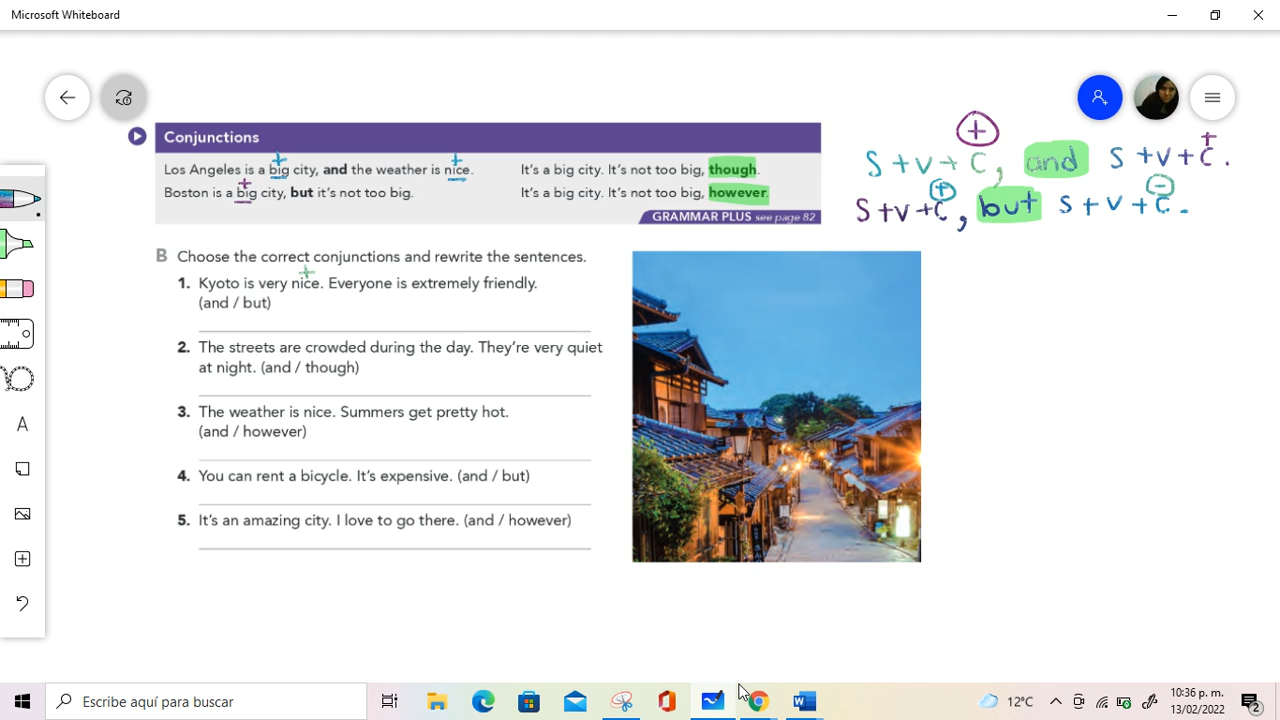 Microsoft Whiteboard
Conjunctions
Los Angeles is a big city, and the weather is nice.
It's a big city. It's not too big, though.
Boston is a big city, but it's not too big.
It's a big city. It's not too big, however.
GRAMMAR PLUS see page 82
+
+
+
S + v + C, and S + v + C.
+
+
-
S + v + C, but S + v + C.
+
B Choose the correct conjunctions and rewrite the sentences.
+
1. Kyoto is very nice. Everyone is extremely friendly.
(and / but)
2. The streets are crowded during the day. They're very quiet
at night. (and / though)
3. The weather is nice. Summers get pretty hot.
(and / however)
4. You can rent a bicycle. It's expensive. (and / but)
5. It's an amazing city. I love to go there. (and / however)
A
Escribe aquí para buscar
12°C
10:36 p. m.
13/02/2022
2